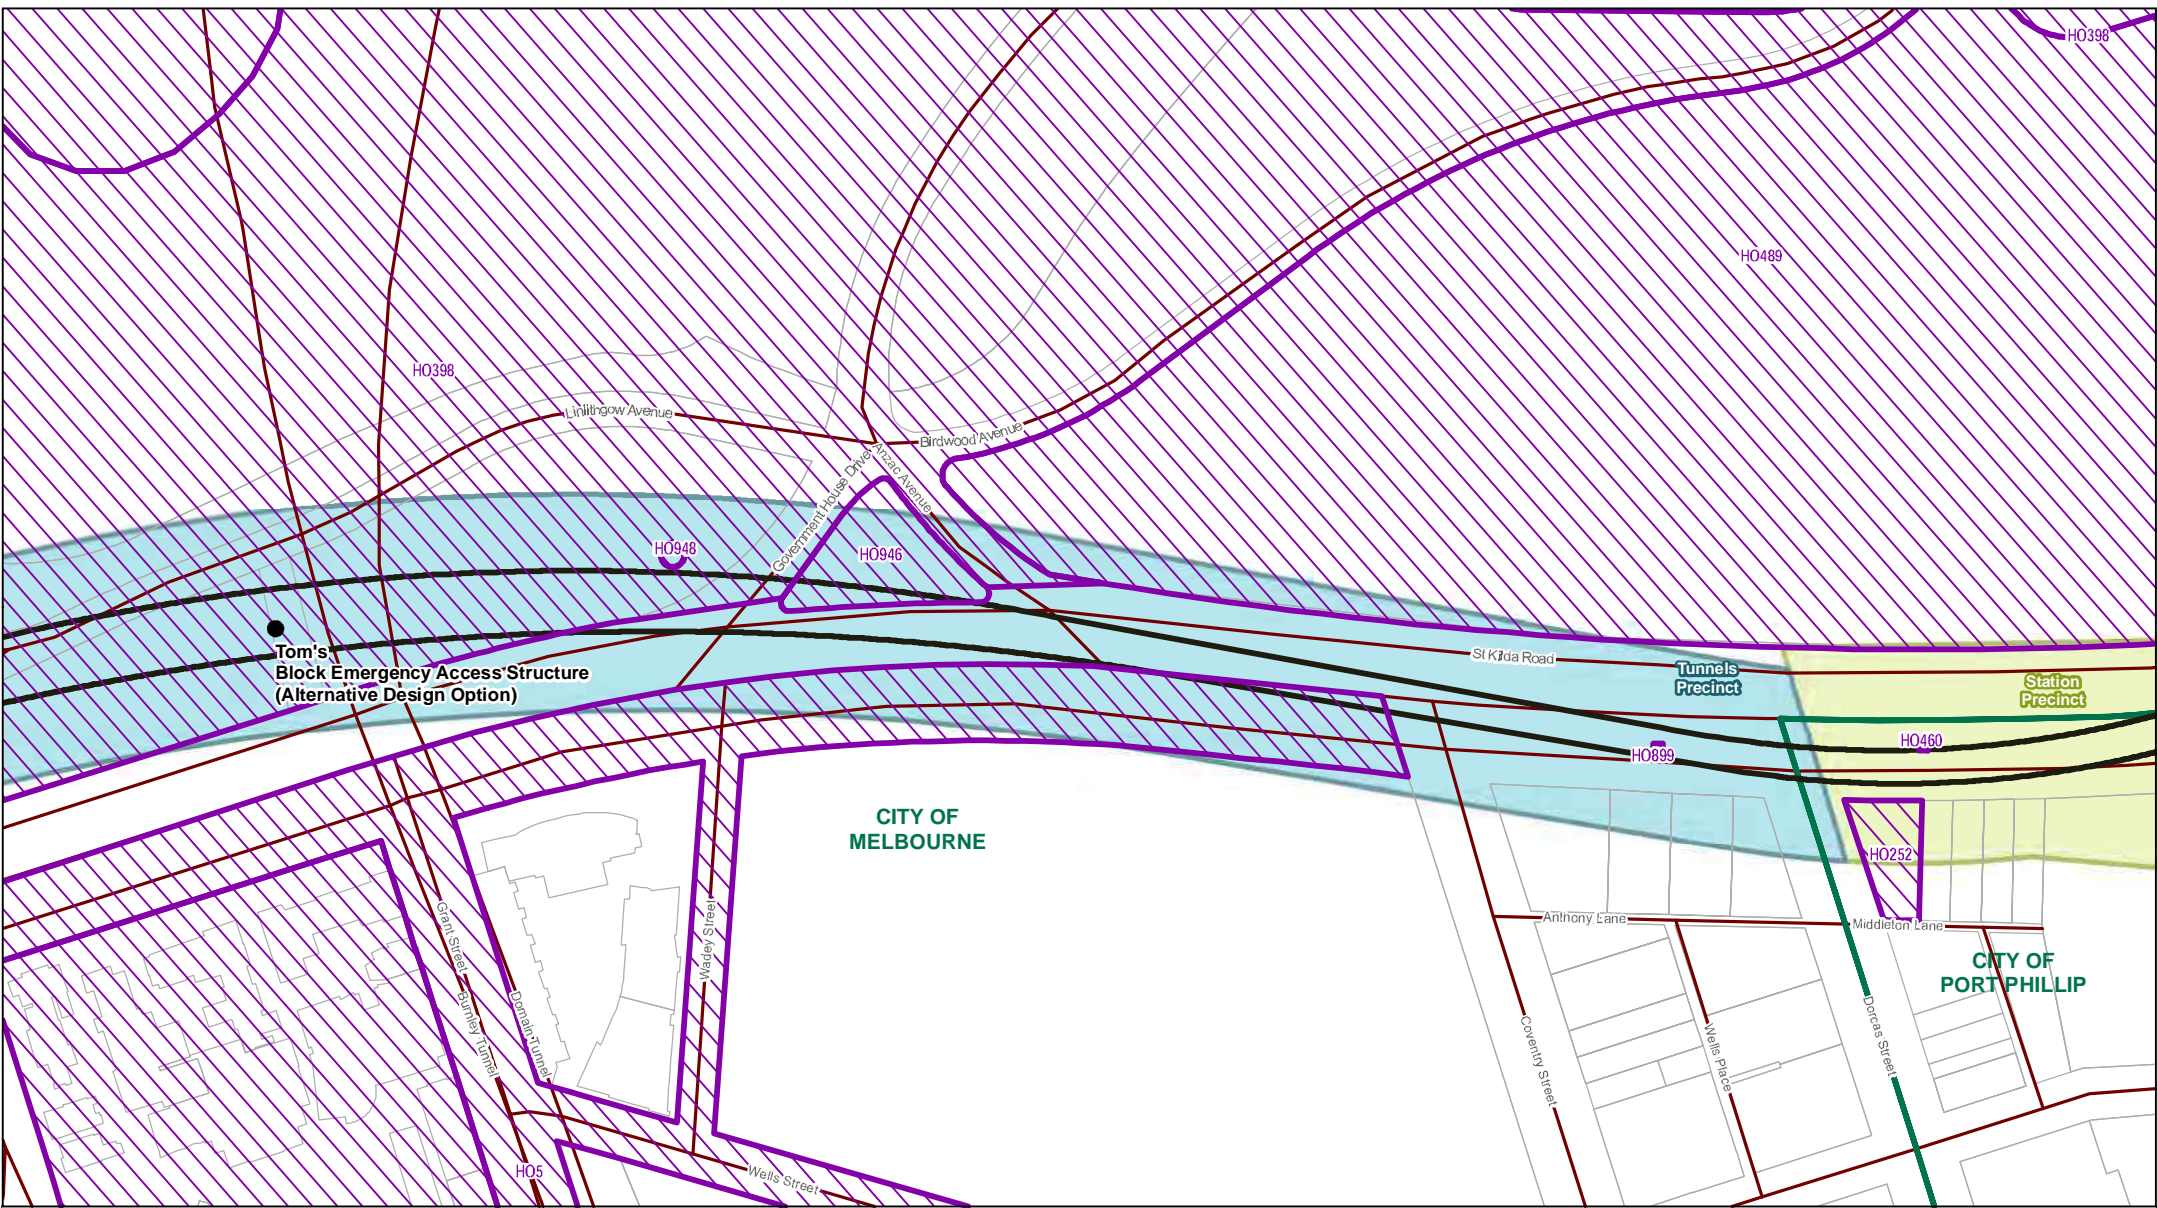 HO398
HO489
HO398
Linlithgow Avenue
Birdwood Avenue
Anzac Avenue
Government House Drive
HO948
HO946
Tom's
Block Emergency Access Structure
(Alternative Design Option)
St Kilda Road
Tunnels
Precinct
Station
Precinct
HO460
HO899
CITY OF
MELBOURNE
HO252
Anthony Lane
Middleton Lane
CITY OF
PORT PHILLIP
Grant Street
Wadey Street
Burnley Tunnel
Domain Tunnel
Coventry Street
Wells Place
Dorcas Street
HO5
Wells Street